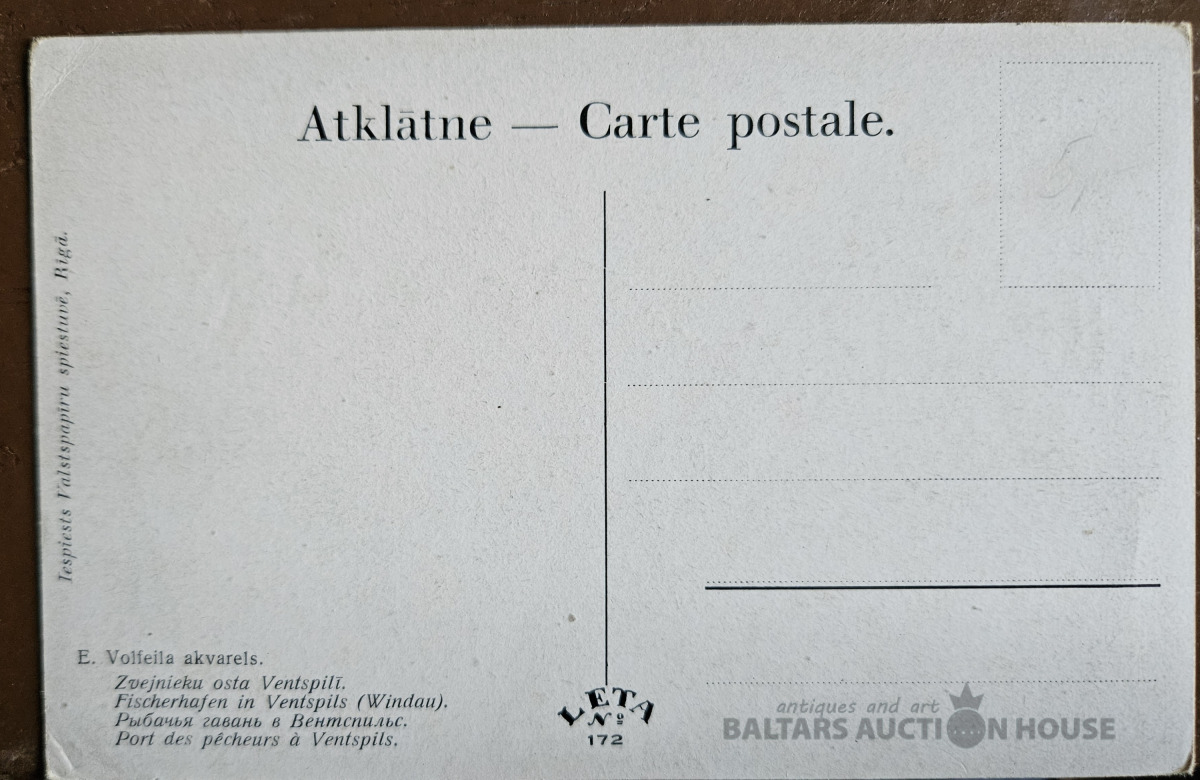 Atklātne — Carte postale.
Iespiests Valstspapīru spiestuvē, Rīgā.
E. Volfeila akvarels.
Zvejnieku osta Ventspilī.
Fischerhafen in Ventspils (Windau).
Рыбачья гавань в Вентспильс.
Port des pêcheurs à Ventspils.
LETA
№
172
antiques and art
BALTARS AUCTION HOUSE